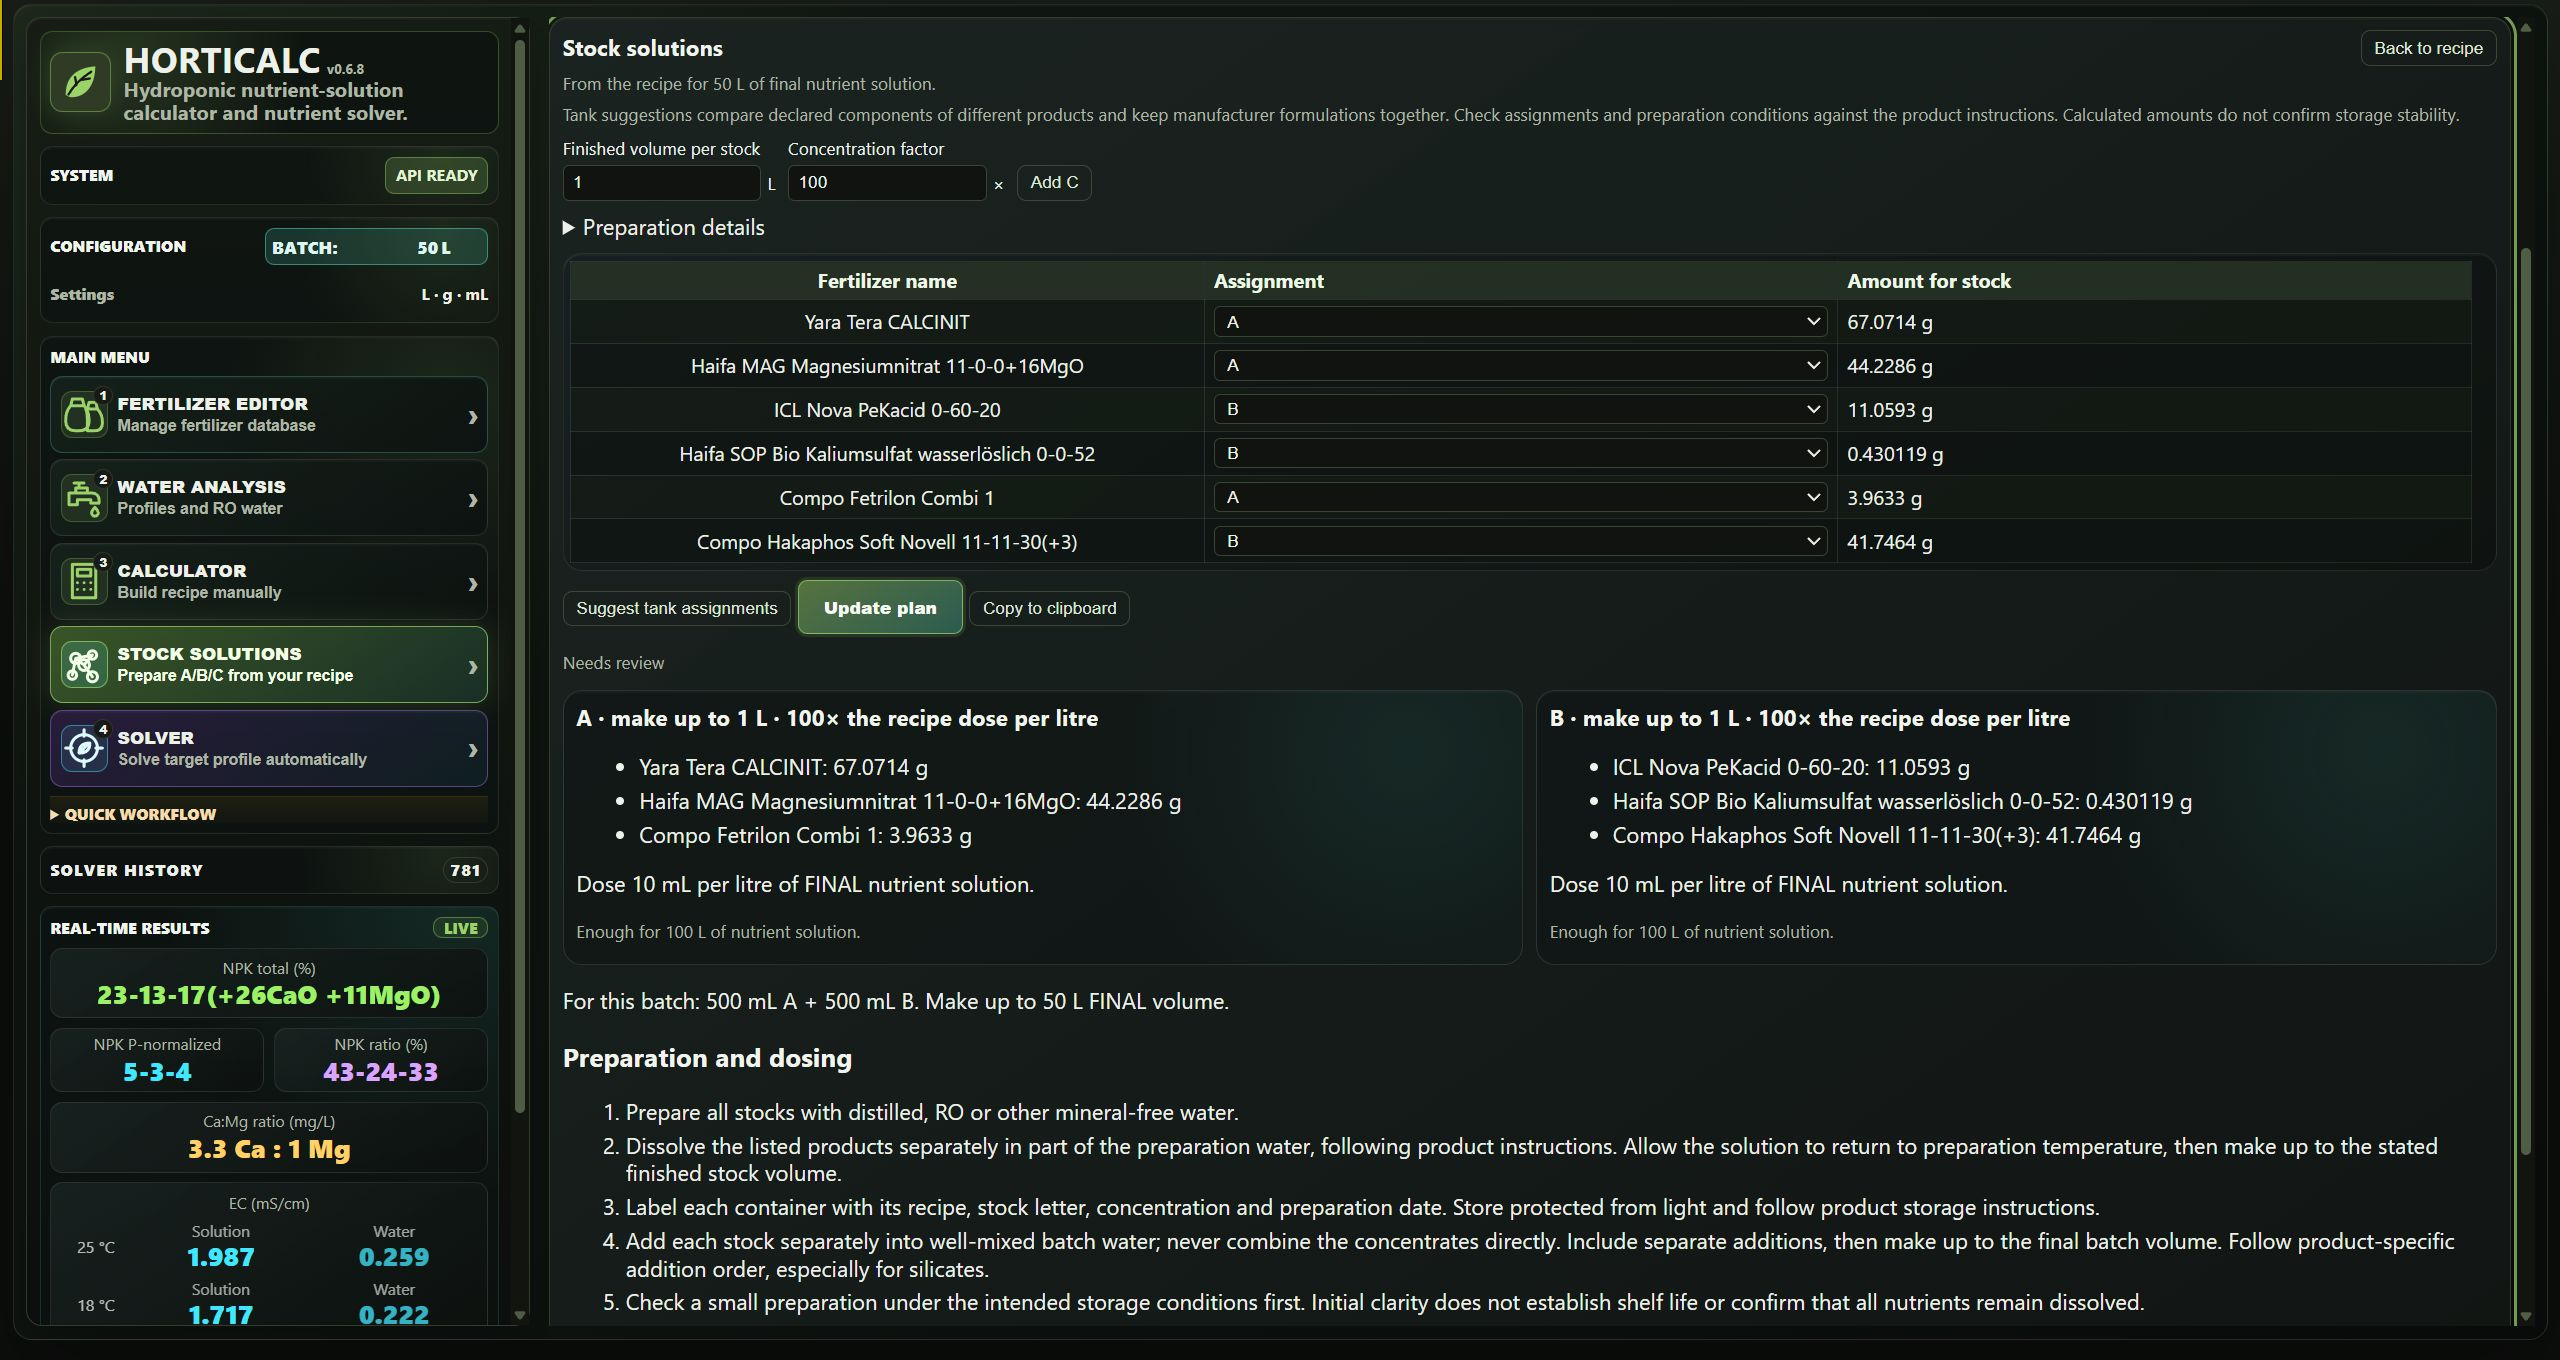 HORTICALC v0.6.8
Hydroponic nutrient-solution
calculator and nutrient solver.
SYSTEM
API READY
CONFIGURATION
BATCH: 50 L
Settings
L · g · mL
MAIN MENU
1
FERTILIZER EDITOR
Manage fertilizer database
2
WATER ANALYSIS
Profiles and RO water
3
CALCULATOR
Build recipe manually
STOCK SOLUTIONS
Prepare A/B/C from your recipe
4
SOLVER
Solve target profile automatically
QUICK WORKFLOW
SOLVER HISTORY
781
REAL-TIME RESULTS
LIVE
NPK total (%)
23-13-17(+26CaO +11MgO)
NPK P-normalized
5-3-4
NPK ratio (%)
43-24-33
Ca:Mg ratio (mg/L)
3.3 Ca : 1 Mg
EC (mS/cm)
Solution Water
25 °C 1.987 0.259
Solution Water
18 °C 1.717 0.222
Stock solutions
Back to recipe
From the recipe for 50 L of final nutrient solution.
Tank suggestions compare declared components of different products and keep manufacturer formulations together. Check assignments and preparation conditions against the product instructions. Calculated amounts do not confirm storage stability.
Finished volume per stock Concentration factor
1 L 100 × Add C
Preparation details
Fertilizer name Assignment Amount for stock
Yara Tera CALCINIT A 67.0714 g
Haifa MAG Magnesiumnitrat 11-0-0+16MgO A 44.2286 g
ICL Nova PeKacid 0-60-20 B 11.0593 g
Haifa SOP Bio Kaliumsulfat wasserlöslich 0-0-52 B 0.430119 g
Compo Fetrilon Combi 1 A 3.9633 g
Compo Hakaphos Soft Novell 11-11-30(+3) B 41.7464 g
Suggest tank assignments Update plan Copy to clipboard
Needs review
A · make up to 1 L · 100× the recipe dose per litre
• Yara Tera CALCINIT: 67.0714 g
• Haifa MAG Magnesiumnitrat 11-0-0+16MgO: 44.2286 g
• Compo Fetrilon Combi 1: 3.9633 g
Dose 10 mL per litre of FINAL nutrient solution.
Enough for 100 L of nutrient solution.
B · make up to 1 L · 100× the recipe dose per litre
• ICL Nova PeKacid 0-60-20: 11.0593 g
• Haifa SOP Bio Kaliumsulfat wasserlöslich 0-0-52: 0.430119 g
• Compo Hakaphos Soft Novell 11-11-30(+3): 41.7464 g
Dose 10 mL per litre of FINAL nutrient solution.
Enough for 100 L of nutrient solution.
For this batch: 500 mL A + 500 mL B. Make up to 50 L FINAL volume.
Preparation and dosing
1. Prepare all stocks with distilled, RO or other mineral-free water.
2. Dissolve the listed products separately in part of the preparation water, following product instructions. Allow the solution to return to preparation temperature, then make up to the stated
finished stock volume.
3. Label each container with its recipe, stock letter, concentration and preparation date. Store protected from light and follow product storage instructions.
4. Add each stock separately into well-mixed batch water; never combine the concentrates directly. Include separate additions, then make up to the final batch volume. Follow product-specific
addition order, especially for silicates.
5. Check a small preparation under the intended storage conditions first. Initial clarity does not establish shelf life or confirm that all nutrients remain dissolved.